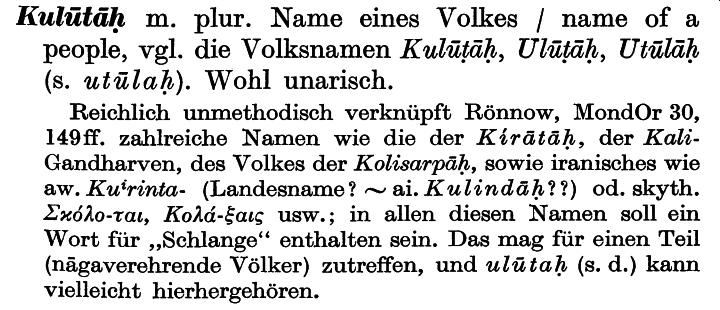 Kulūtāḥ m. plur. Name eines Volkes / name of a
people, vgl. die Volksnamen Kulūṭāḥ, Ulūṭāḥ, Utūlāḥ
(s. utūlaḥ). Wohl unarisch.
Reichlich unmethodisch verknüpft Rönnow, MondOr 30,
149ff. zahlreiche Namen wie die der Kírātāḥ, der Kali-
Gandharven, des Volkes der Kolisarpāḥ, sowie iranisches wie
aw. Kuⁱrinta- (Landesname? ~ ai. Kulindāḥ??) od. skyth.
Σκόλο-ται, Κολά-ξαις usw.; in allen diesen Namen soll ein
Wort für „Schlange“ enthalten sein. Das mag für einen Teil
(nāgaverehrende Völker) zutreffen, und ulūtaḥ (s. d.) kann
vielleicht hierhergehören.